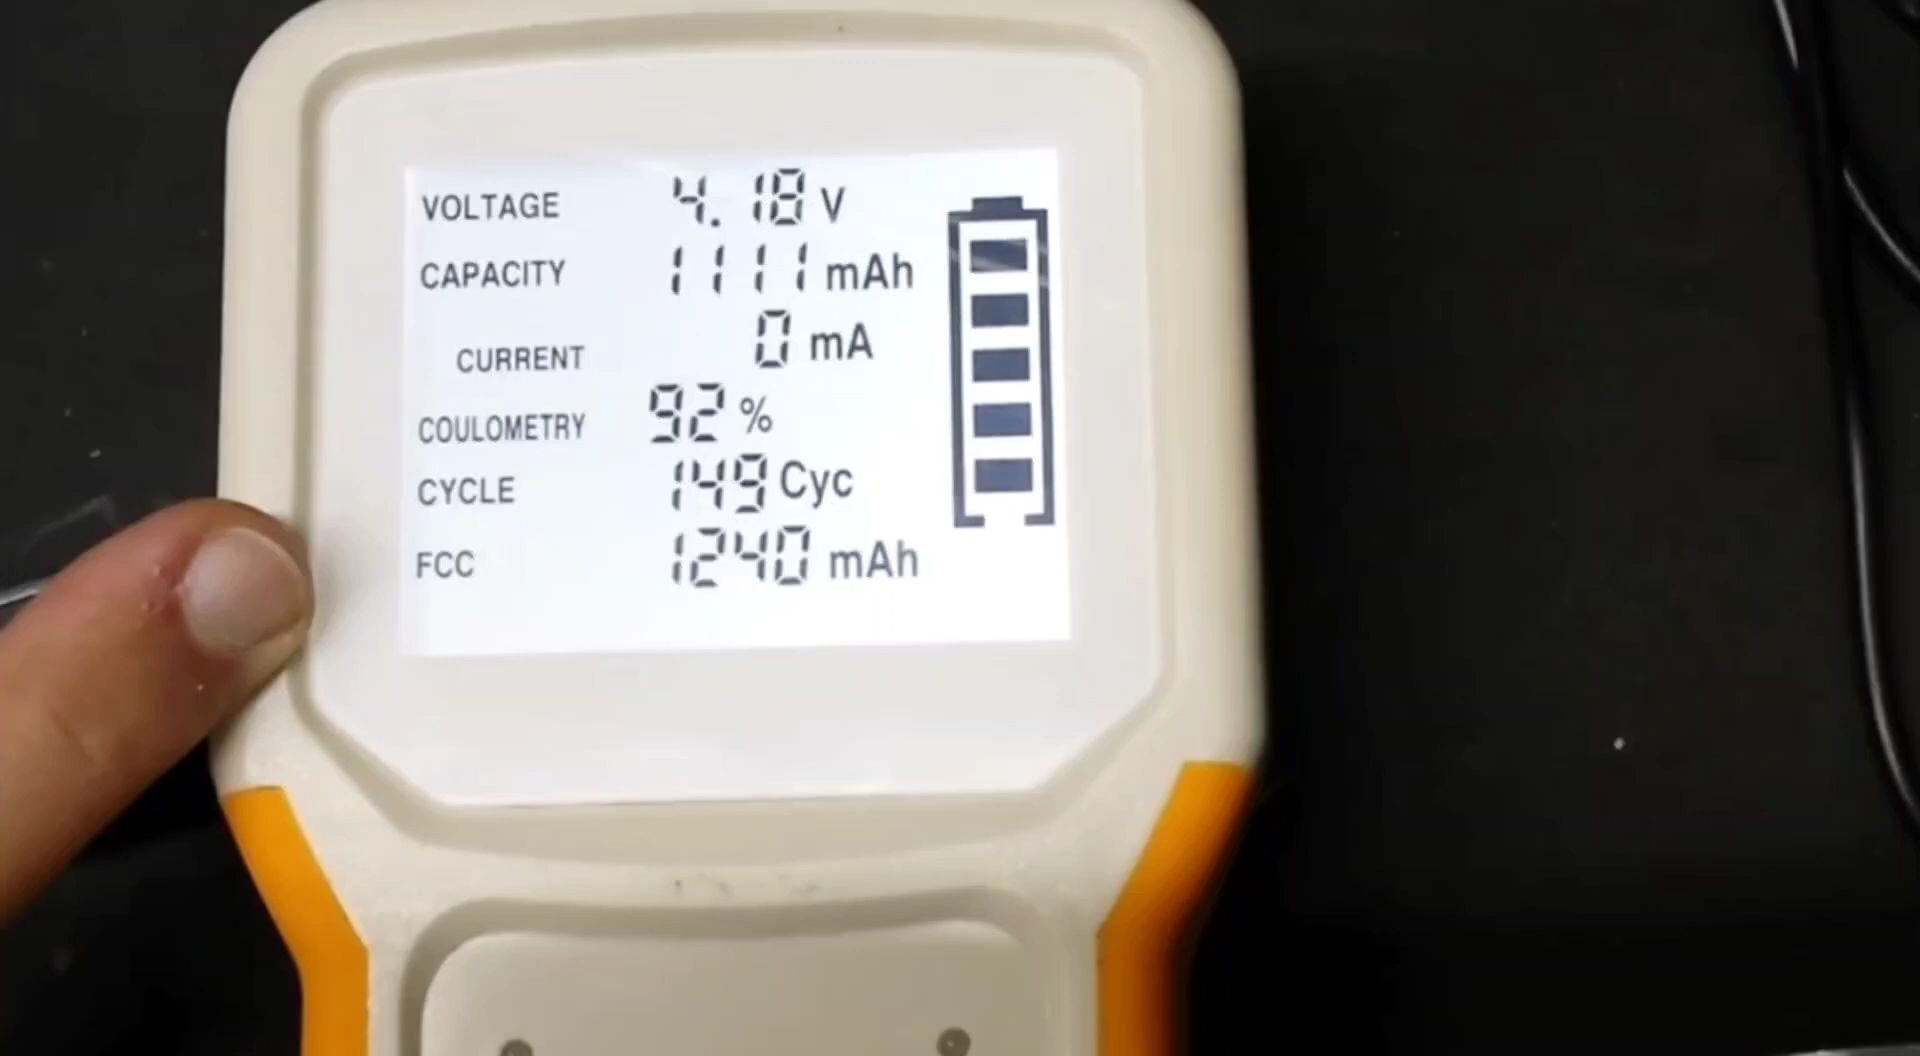 VOLTAGE 4.18 V
CAPACITY 1111 mAh
CURRENT 0 mA
COULOMETRY 92 %
CYCLE 149 Cyc
FCC 1240 mAh